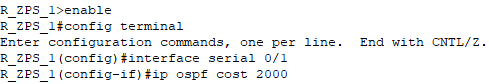 R_ZPS_1>enable
R_ZPS_1#config terminal
Enter configuration commands, one per line.  End with CNTL/Z.
R_ZPS_1(config)#interface serial 0/1
R_ZPS_1(config-if)#ip ospf cost 2000